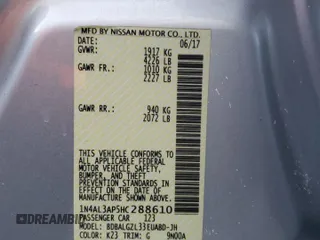 MFD BY NISSAN MOTOR CO., LTD.
DATE: 06/17
GVWR: 1917 KG
4226 LB
GAWR FR.: 1010 KG
2227 LB
GAWR RR.: 940 KG
2072 LB
THIS VEHICLE CONFORMS TO ALL
APPLICABLE FEDERAL MOTOR VEHICLE
SAFETY, BUMPER, AND THEFT
PREVENTION STANDARDS IN EFFECT
ON THE DATE OF MANUFACTURE
SHOWN ABOVE.
1N4AL3AP5HC288610
PASSENGER CAR 123
MODEL: BDBALGZL33EUABD-JH
COLOR: K23 TRIM: G 9N00A